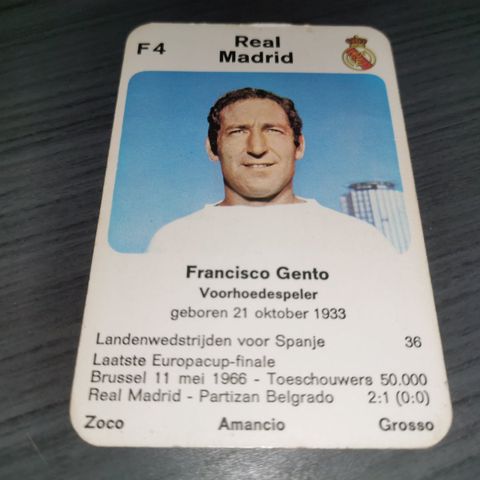 F4
Real
Madrid
Francisco Gento
Voorhoedespeler
geboren 21 oktober 1933
Landenwedstrijden voor Spanje 36
Laatste Europacup-finale
Brussel 11 mei 1966 - Toeschouwers 50.000
Real Madrid - Partizan Belgrado 2:1 (0:0)
Zoco Amancio Grosso